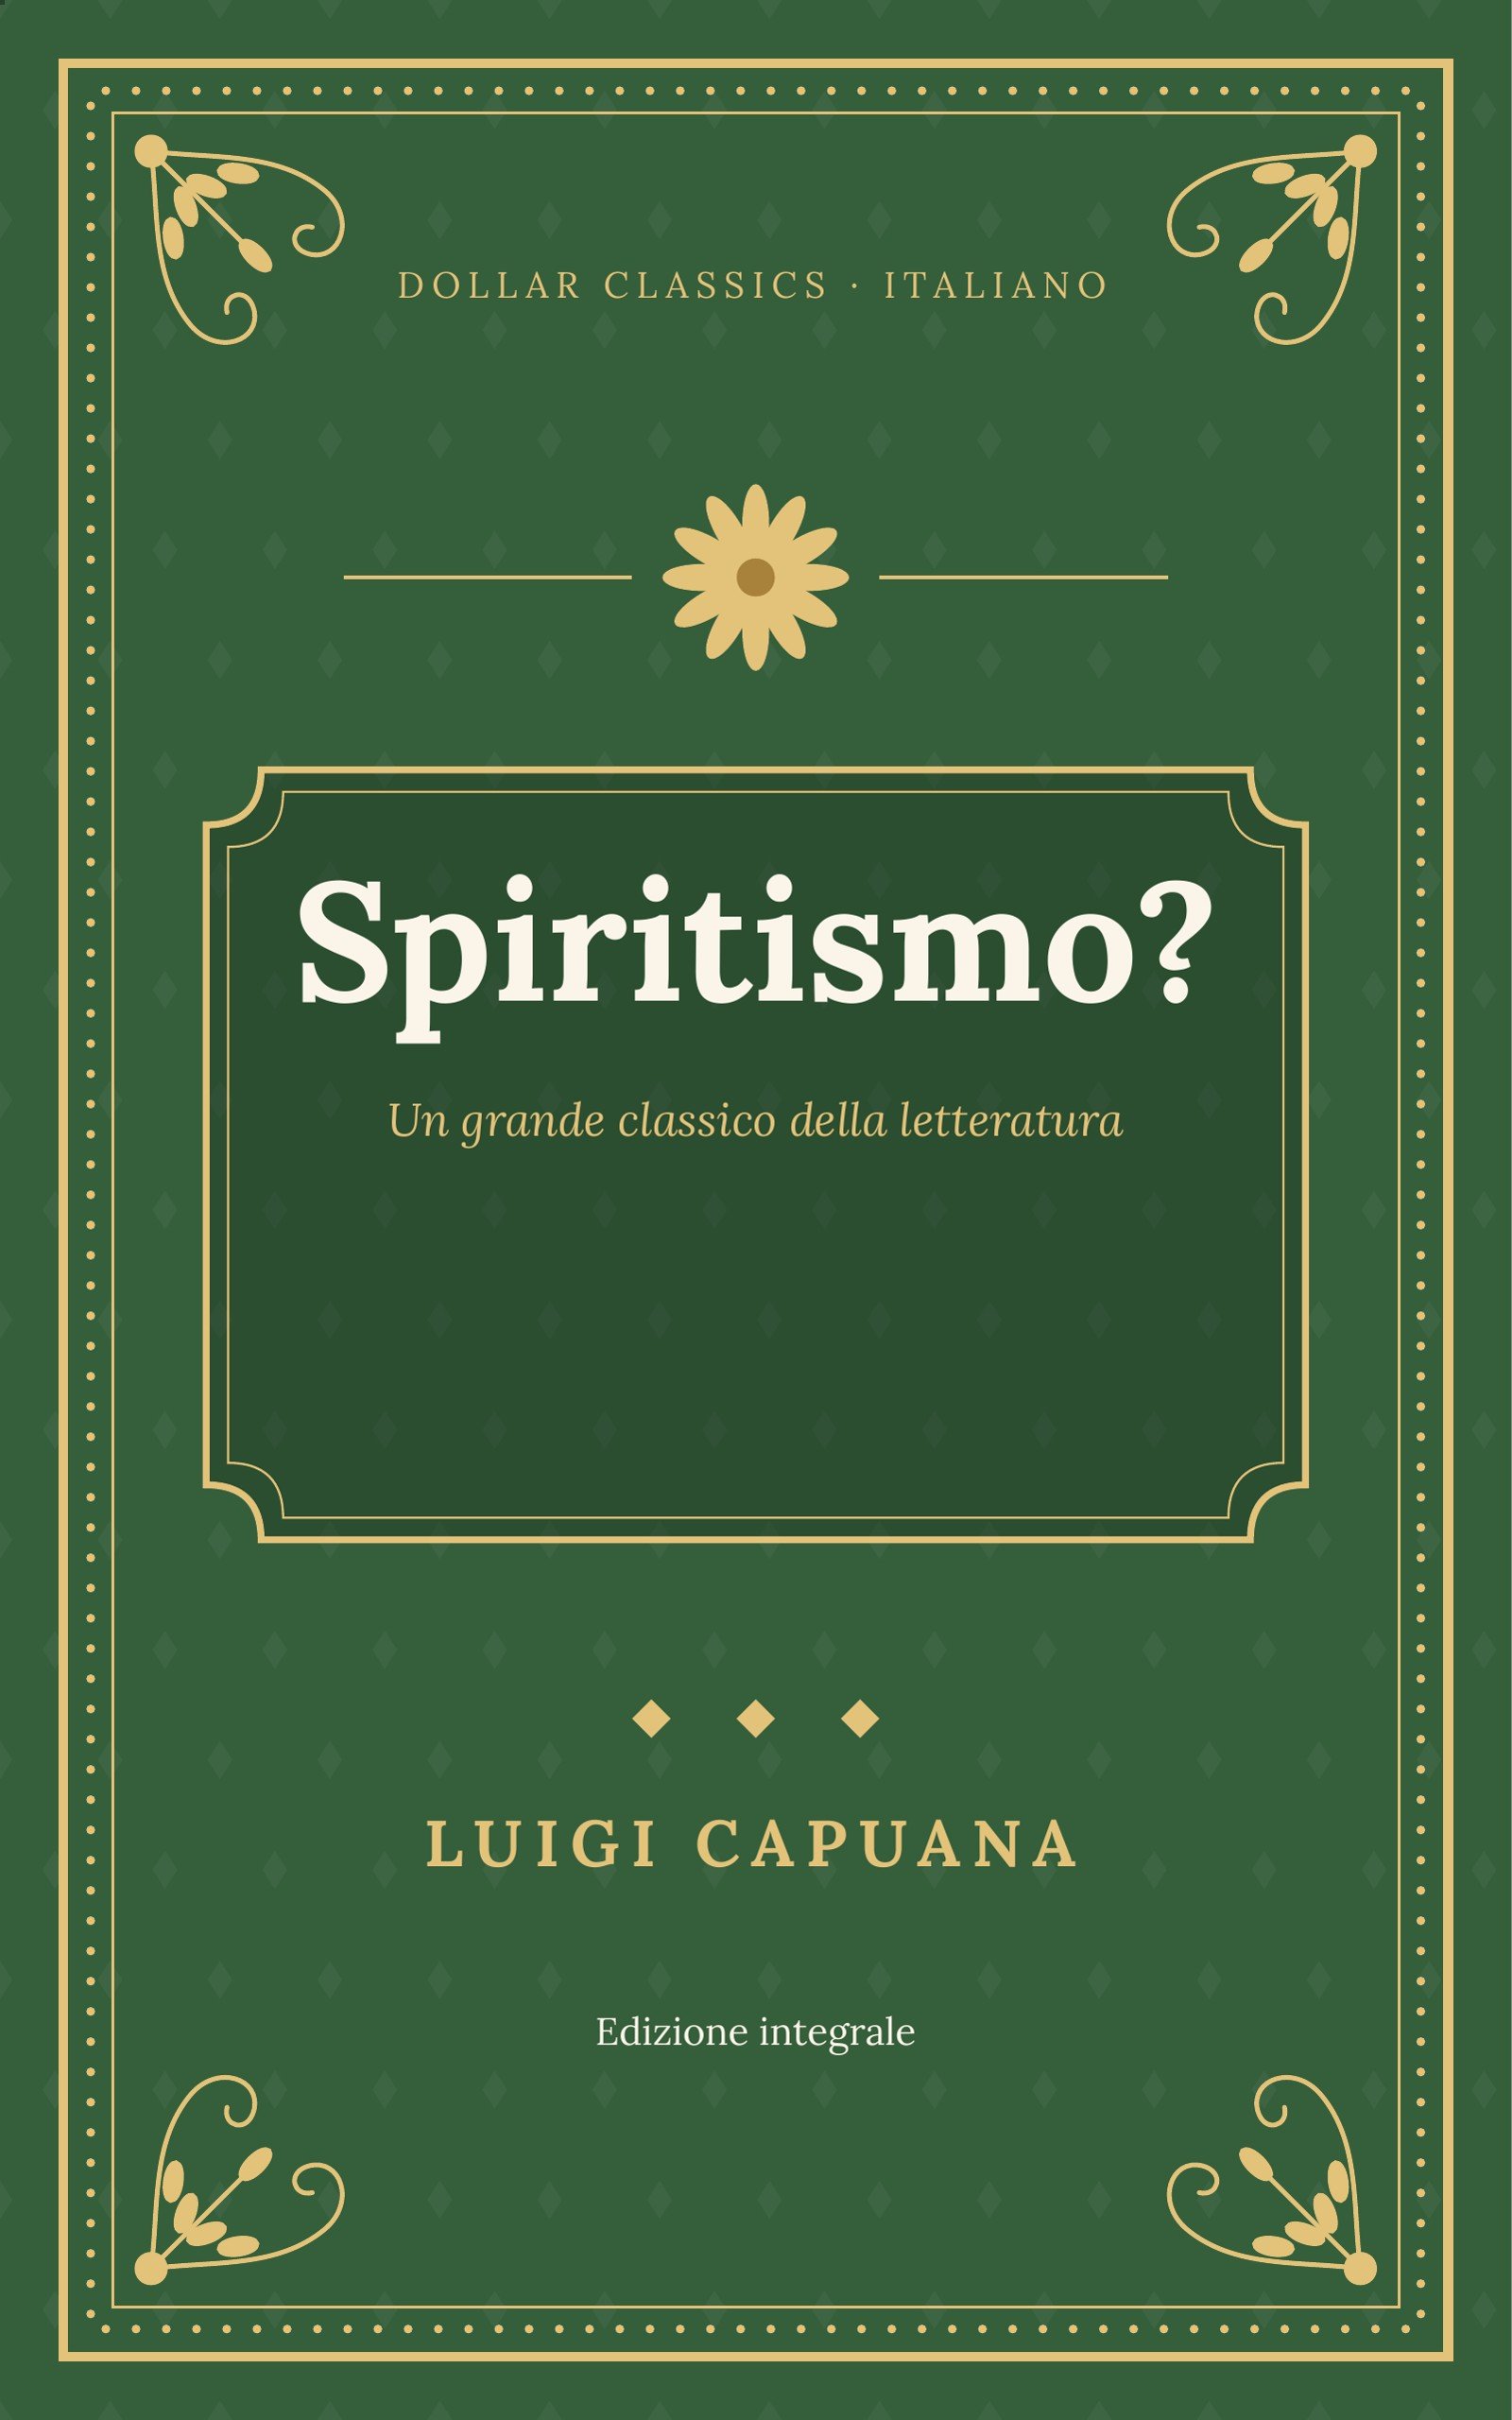 DOLLAR CLASSICS · ITALIANO
Spiritismo?
Un grande classico della letteratura
LUIGI CAPUANA
Edizione integrale